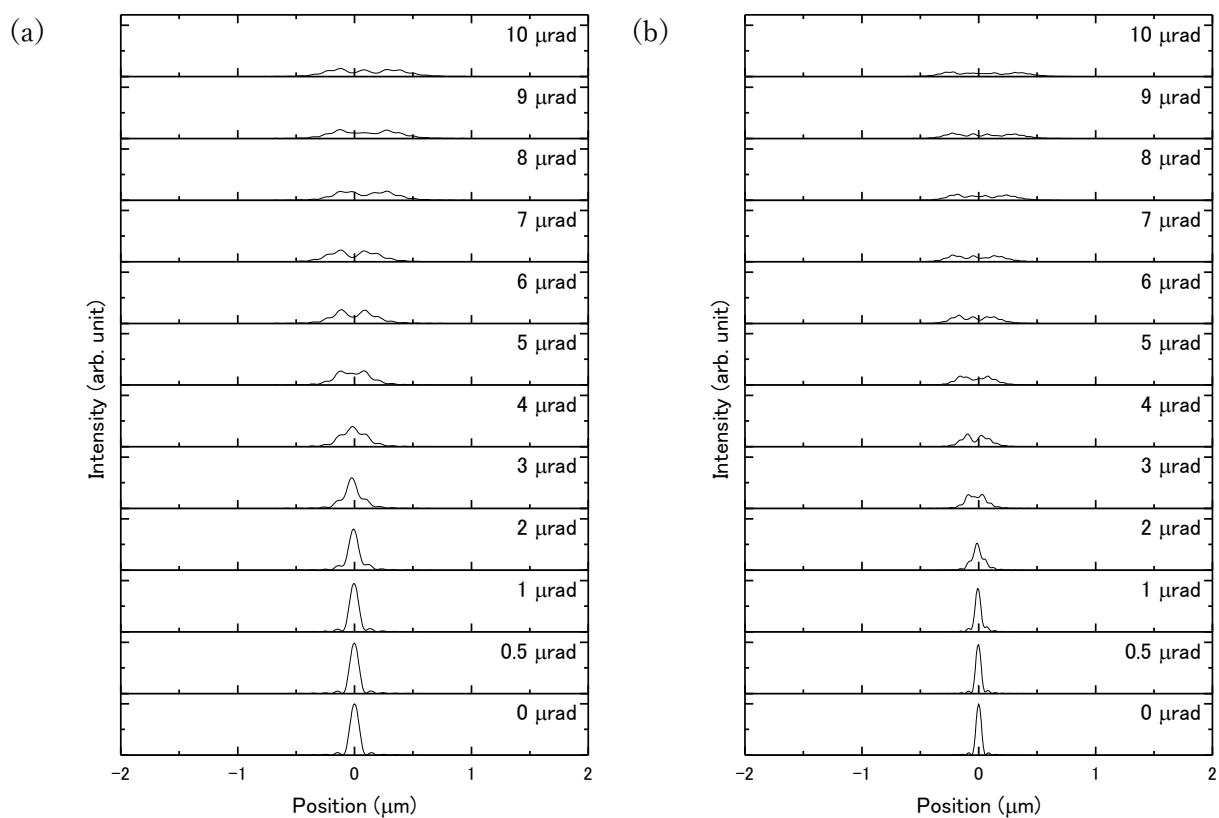 (a)
10 μrad
9 μrad
8 μrad
7 μrad
6 μrad
5 μrad
4 μrad
3 μrad
2 μrad
1 μrad
0.5 μrad
0 μrad
Intensity (arb. unit)
−2 −1 0 1 2
Position (μm)
(b)
10 μrad
9 μrad
8 μrad
7 μrad
6 μrad
5 μrad
4 μrad
3 μrad
2 μrad
1 μrad
0.5 μrad
0 μrad
Intensity (arb. unit)
−2 −1 0 1 2
Position (μm)